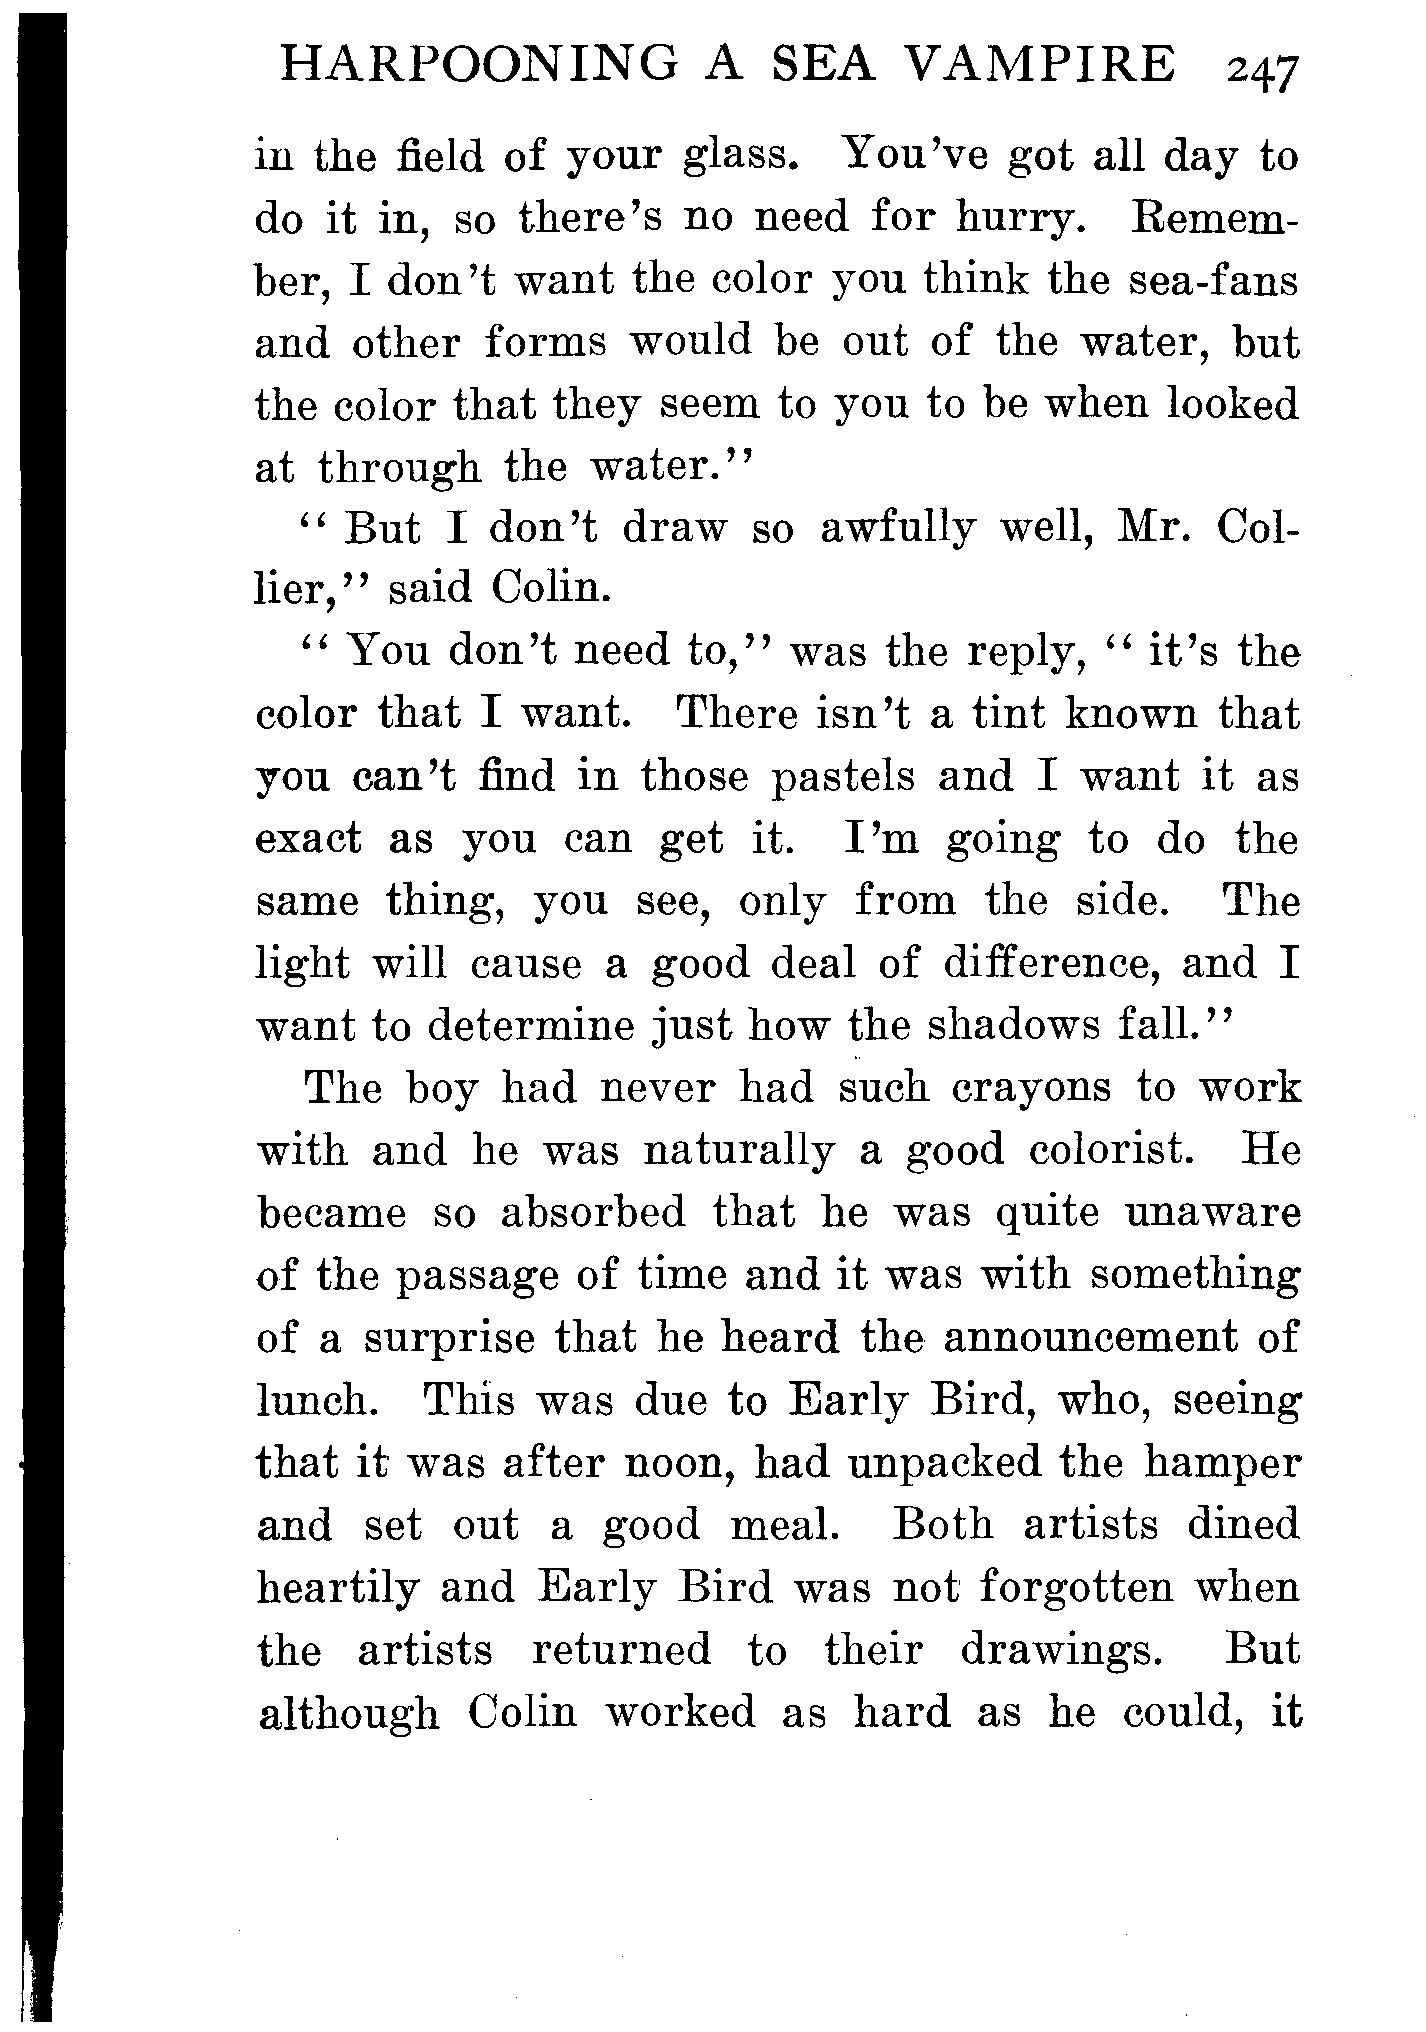 HARPOONING A SEA VAMPIRE 247
in the field of your glass. You've got all day to
do it in, so there's no need for hurry. Remem-
ber, I don't want the color you think the sea-fans
and other forms would be out of the water, but
the color that they seem to you to be when looked
at through the water.''
'' But I don't draw so awfully well, Mr. Col-
lier,'' said Colin.
'' You don't need to,'' was the reply, '' it's the
color that I want. There isn't a tint known that
you can't find in those pastels and I want it as
exact as you can get it. I'm going to do the
same thing, you see, only from the side. The
light will cause a good deal of difference, and I
want to determine just how the shadows fall.''
The boy had never had such crayons to work
with and he was naturally a good colorist. He
became so absorbed that he was quite unaware
of the passage of time and it was with something
of a surprise that he heard the announcement of
lunch. This was due to Early Bird, who, seeing
that it was after noon, had unpacked the hamper
and set out a good meal. Both artists dined
heartily and Early Bird was not forgotten when
the artists returned to their drawings. But
although Colin worked as hard as he could, it